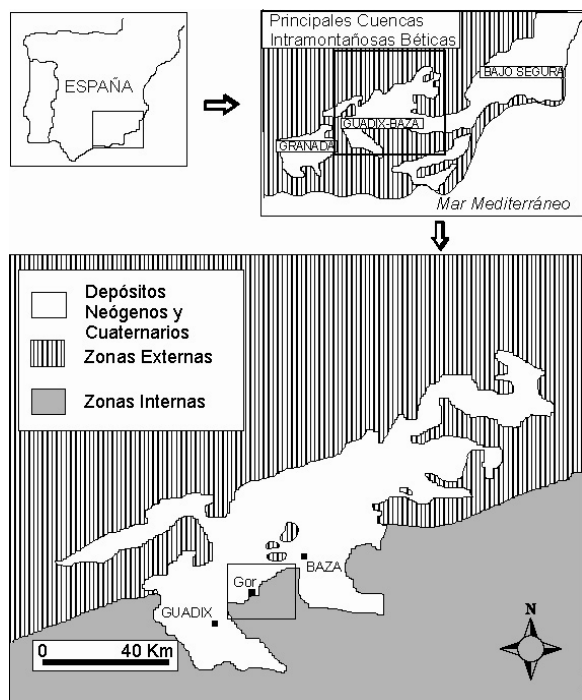 ESPAÑA
Principales Cuencas
Intramontañosas Béticas
BAJO SEGURA
GUADIX-BAZA
GRANADA
Mar Mediterráneo
Depósitos
Neógenos y
Cuaternarios
Zonas Externas
Zonas Internas
BAZA
Gor
GUADIX
N
0 40 Km